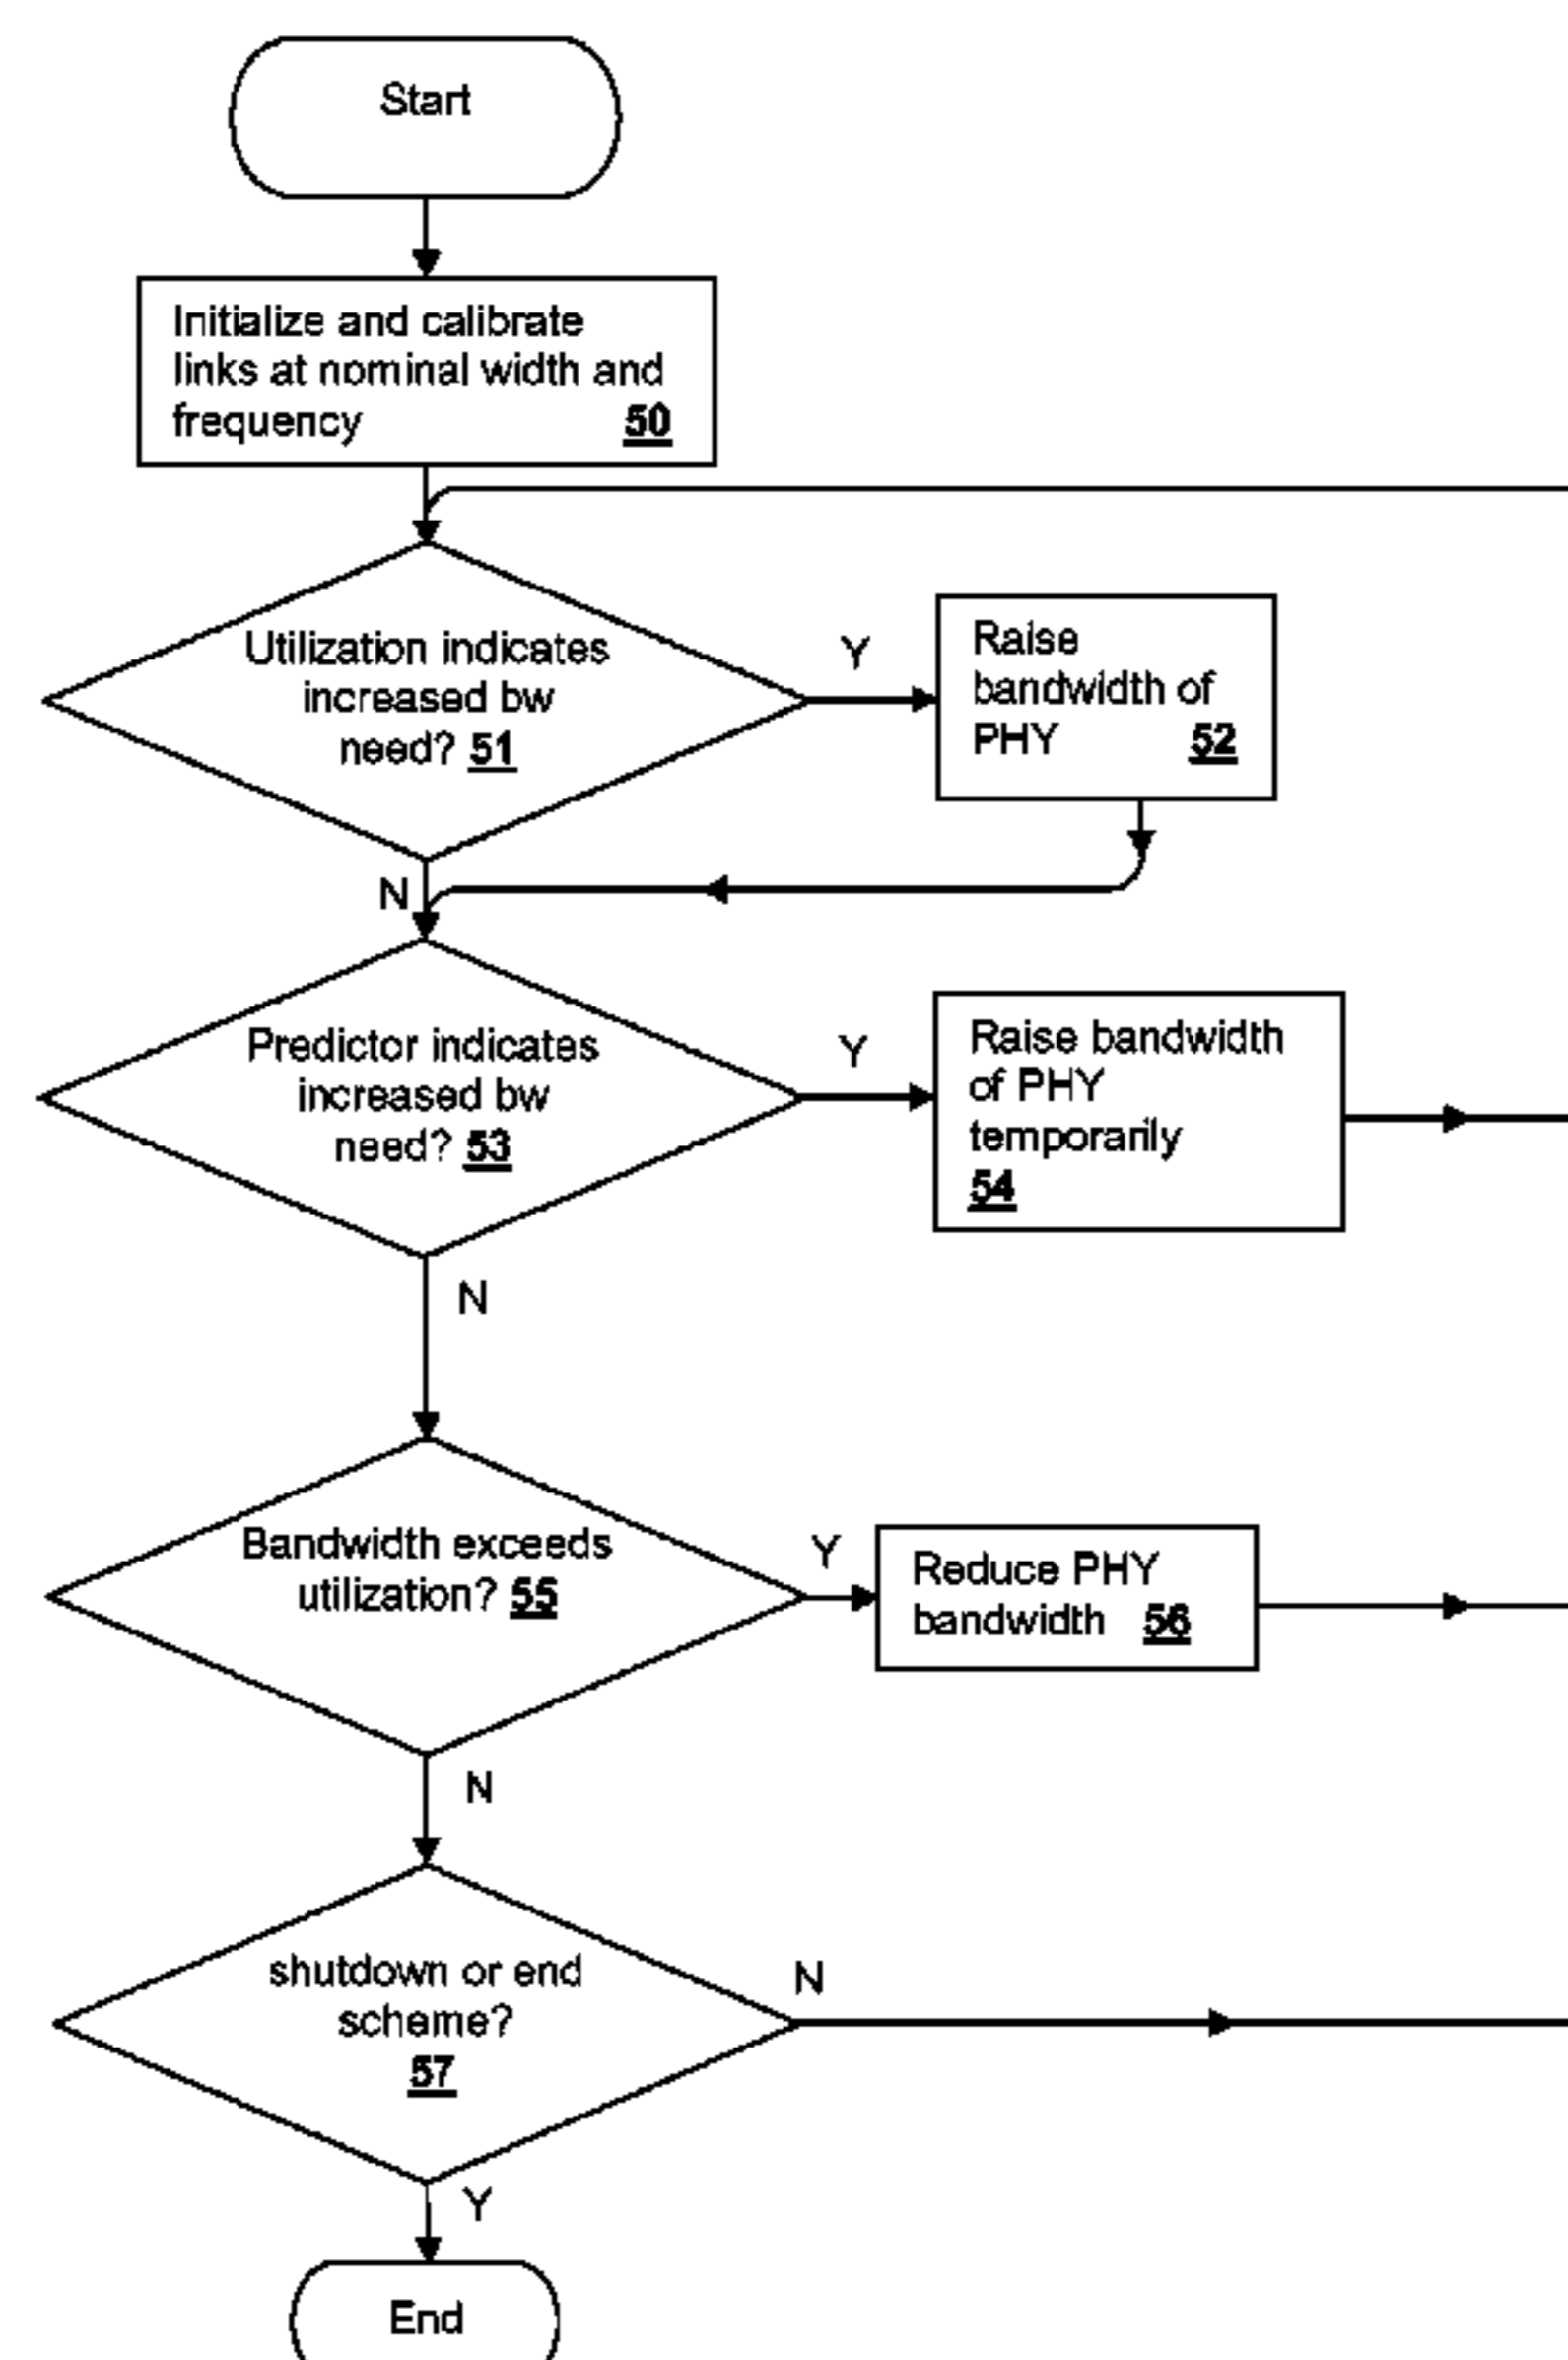 Start
Initialize and calibrate
links at nominal width and
frequency 50
Utilization indicates
increased bw
need? 51
Y
Raise
bandwidth of
PHY 52
N
Predictor indicates
increased bw
need? 53
Y
Raise bandwidth
of PHY
temporarily
54
N
Bandwidth exceeds
utilization? 55
Y
Reduce PHY
bandwidth 56
N
shutdown or end
scheme?
57
N
Y
End